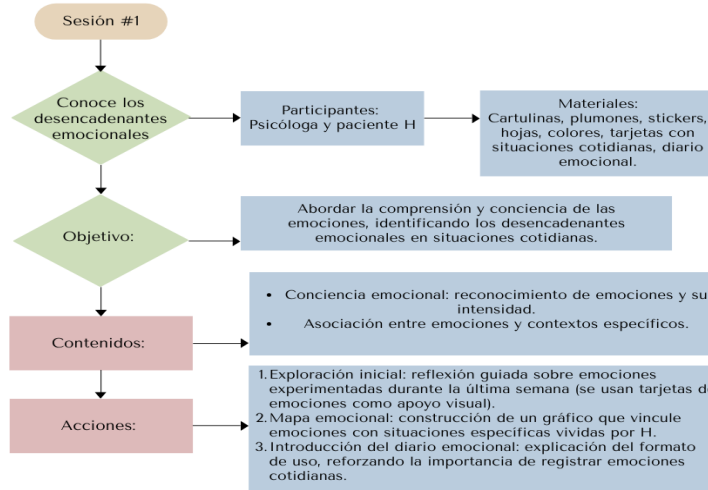 Sesión #1
Conoce los
desencadenantes
emocionales
Participantes:
Psicóloga y paciente H
Materiales:
Cartulinas, plumones, stickers,
hojas, colores, tarjetas con
situaciones cotidianas, diario
emocional.
Objetivo:
Abordar la comprensión y conciencia de las
emociones, identificando los desencadenantes
emocionales en situaciones cotidianas.
Contenidos:
• Conciencia emocional: reconocimiento de emociones y su
intensidad.
• Asociación entre emociones y contextos específicos.
Acciones:
1. Exploración inicial: reflexión guiada sobre emociones
experimentadas durante la última semana (se usan tarjetas de
emociones como apoyo visual).
2. Mapa emocional: construcción de un gráfico que vincule
emociones con situaciones específicas vividas por H.
3. Introducción del diario emocional: explicación del formato
de uso, reforzando la importancia de registrar emociones
cotidianas.